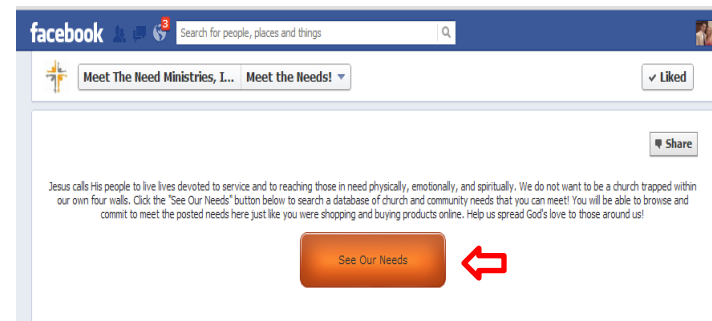 facebook 3 Search for people, places and things
Meet The Need Ministries, I... Meet the Needs! Liked
Share
Jesus calls His people to live lives devoted to service and to reaching those in need physically, emotionally, and spiritually. We do not want to be a church trapped within
our own four walls. Click the "See Our Needs" button below to search a database of church and community needs that you can meet! You will be able to browse and
commit to meet the posted needs here just like you were shopping and buying products online. Help us spread God's love to those around us!
See Our Needs